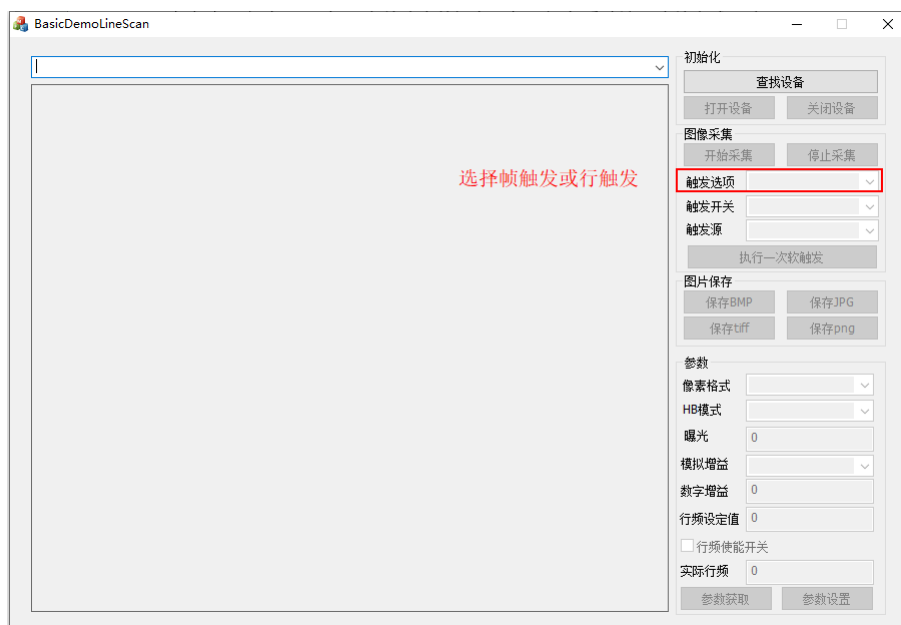 BasicDemoLineScan
初始化
查找设备
打开设备 关闭设备
图像采集
开始采集 停止采集
选择帧触发或行触发
触发选项
触发开关
触发源
执行一次软触发
图片保存
保存BMP 保存JPG
保存tiff 保存png
参数
像素格式
HB模式
曝光 0
模拟增益
数字增益 0
行频设定值 0
行频使能开关
实际行频 0
参数获取 参数设置